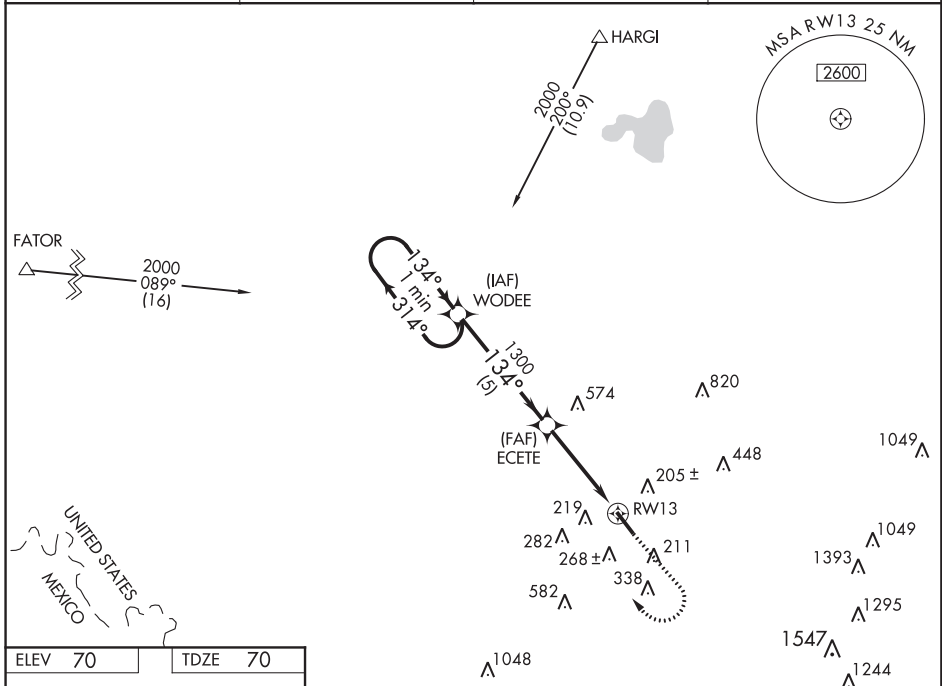 HARGI
2000
200°
(10.9)
MSA RW13 25 NM
2600
FATOR
2000
089°
(16)
134°
1 min
314°
(IAF)
WODEE
1300
134°
(5)
574
820
(FAF)
ECETE
1049
448
205 ±
219
RW13
282
268 ±
211
1049
1393
338
582
1295
1547
1048
1244
UNITED STATES
MEXICO
ELEV 70
TDZE 70